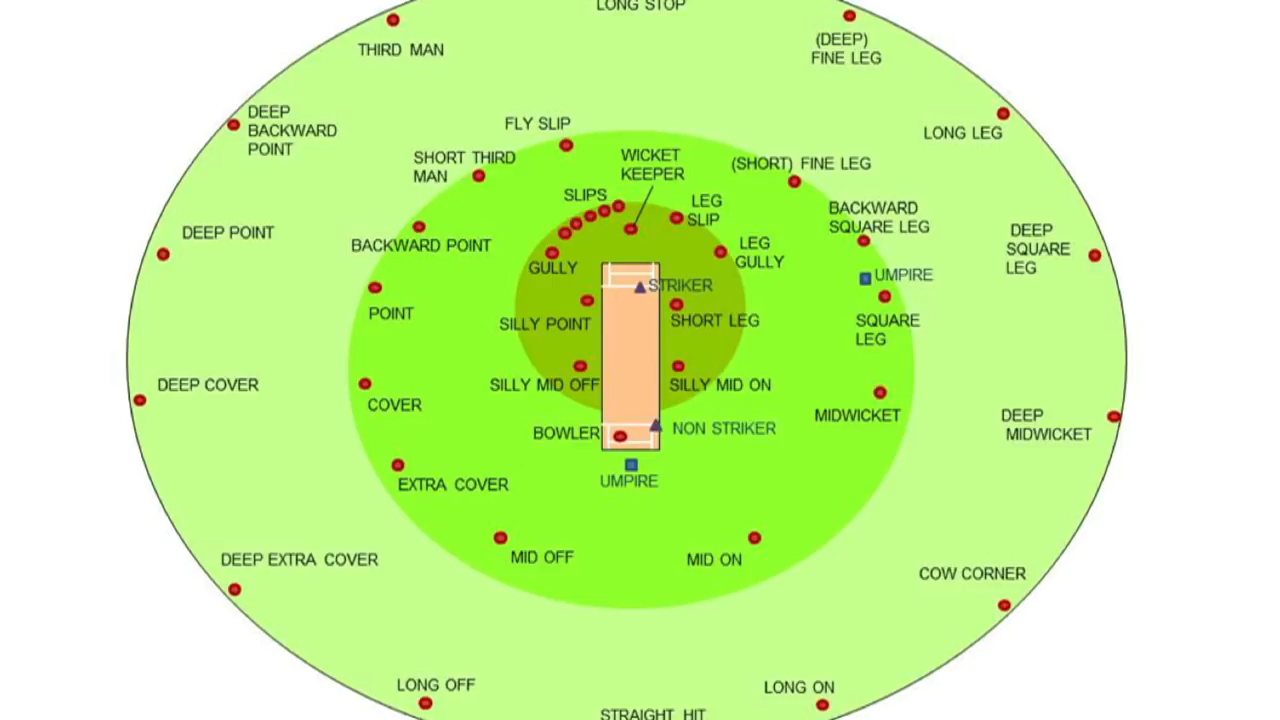 LONG STOP
THIRD MAN
(DEEP)
FINE LEG
DEEP
BACKWARD
POINT
FLY SLIP
LONG LEG
SHORT THIRD
MAN
WICKET
KEEPER
(SHORT) FINE LEG
SLIPS
LEG
SLIP
BACKWARD
SQUARE LEG
DEEP POINT
BACKWARD POINT
LEG
GULLY
DEEP
SQUARE
LEG
GULLY
UMPIRE
STRIKER
POINT
SILLY POINT
SHORT LEG
SQUARE
LEG
DEEP COVER
SILLY MID OFF
SILLY MID ON
COVER
MIDWICKET
DEEP
MIDWICKET
BOWLER
NON STRIKER
EXTRA COVER
UMPIRE
MID OFF
MID ON
DEEP EXTRA COVER
COW CORNER
LONG OFF
LONG ON
STRAIGHT HIT